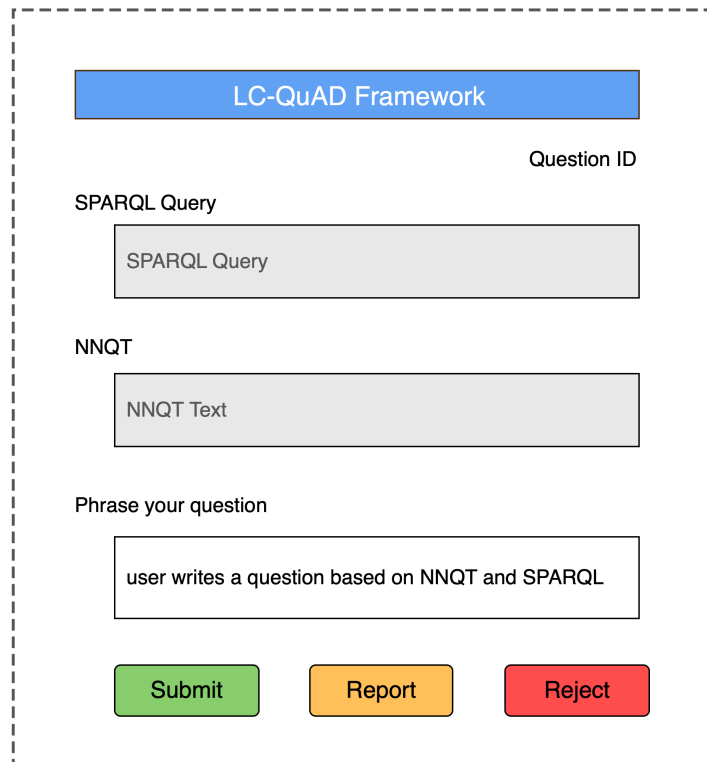 LC-QuAD Framework
Question ID
SPARQL Query
SPARQL Query
NNQT
NNQT Text
Phrase your question
user writes a question based on NNQT and SPARQL
Submit
Report
Reject